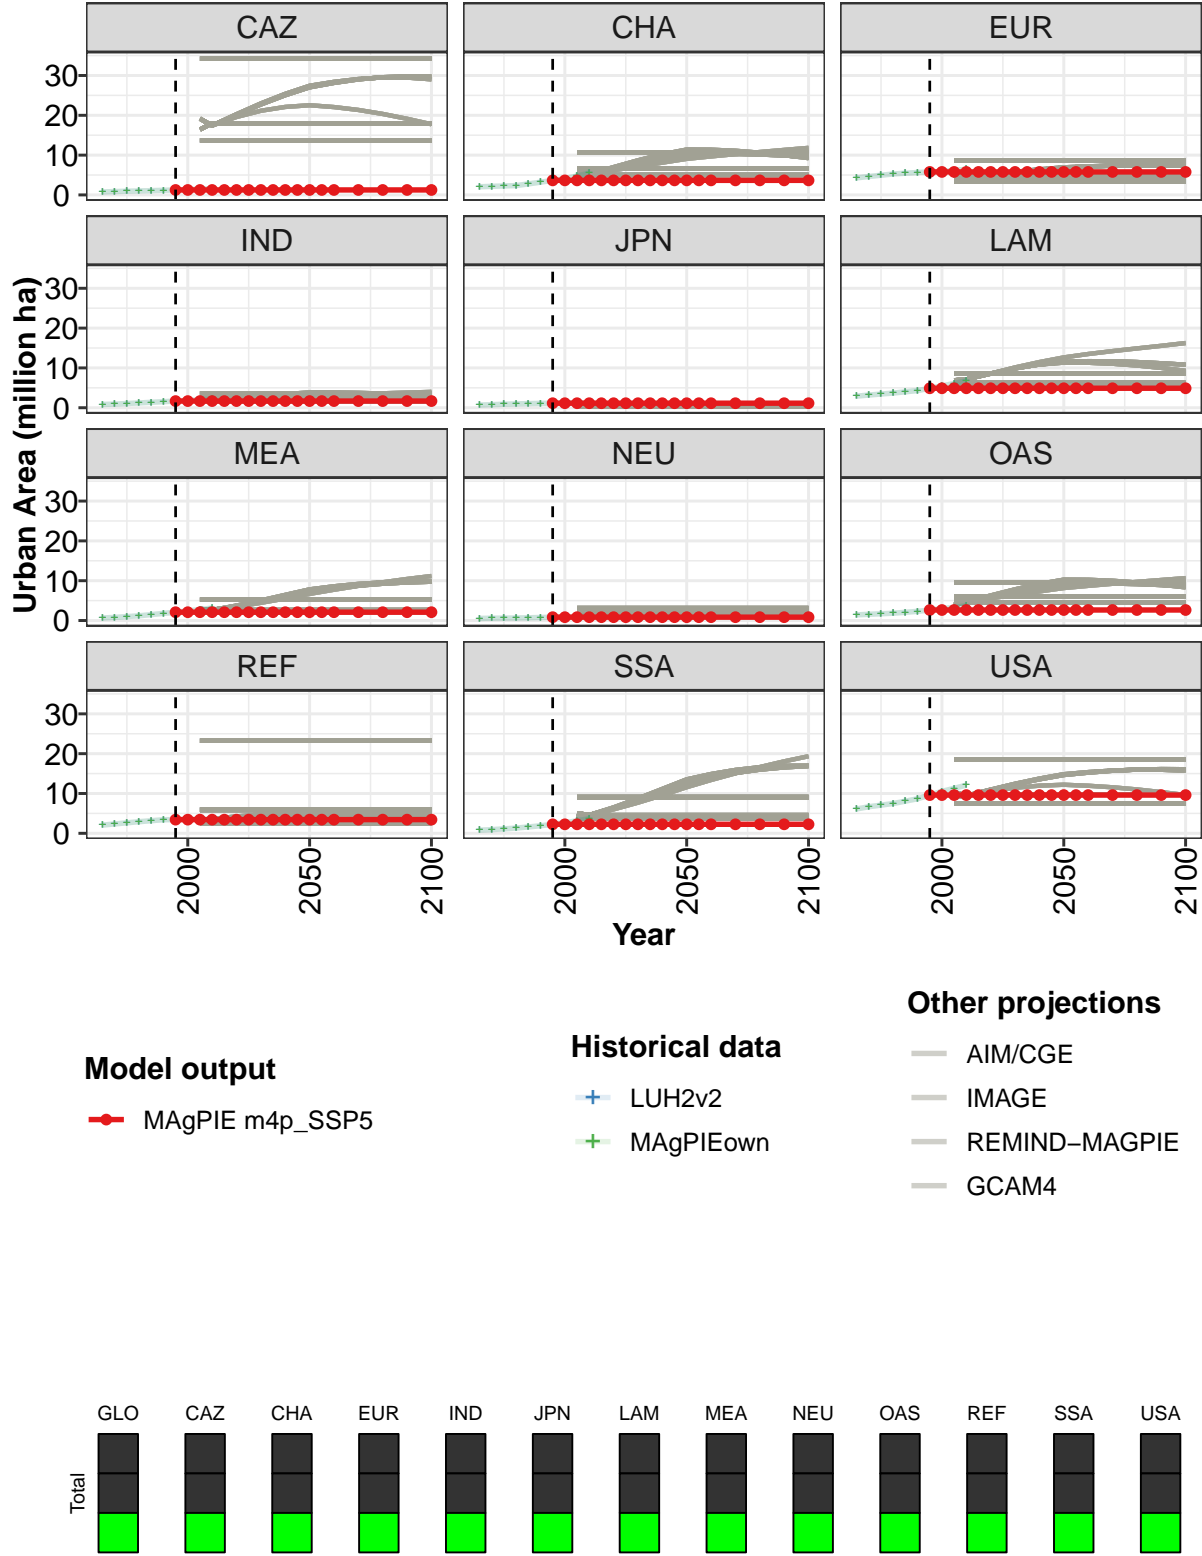 CAZ CHA EUR
30
20
10
0
IND JPN LAM
30
20
10
0
MEA NEU OAS
30
20
10
0
REF SSA USA
30
20
10
0
Urban Area (million ha)
2000 2050 2100 2000 2050 2100 2000 2050 2100
Year
Model output
MAgPIE m4p_SSP5
Historical data
LUH2v2
MAgPIEown
Other projections
AIM/CGE
IMAGE
REMIND−MAGPIE
GCAM4
GLO CAZ CHA EUR IND JPN LAM MEA NEU OAS REF SSA USA
Total